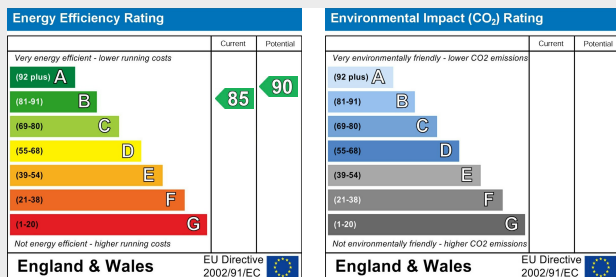 Energy Efficiency Rating
Current Potential
Very energy efficient - lower running costs
(92 plus) A
(81-91) B
(69-80) C
(55-68) D
(39-54) E
(21-38) F
(1-20) G
85
90
Not energy efficient - higher running costs
England & Wales
EU Directive
2002/91/EC
Environmental Impact (CO₂) Rating
Current Potential
Very environmentally friendly - lower CO2 emissions
(92 plus) A
(81-91) B
(69-80) C
(55-68) D
(39-54) E
(21-38) F
(1-20) G
Not environmentally friendly - higher CO2 emissions
England & Wales
EU Directive
2002/91/EC